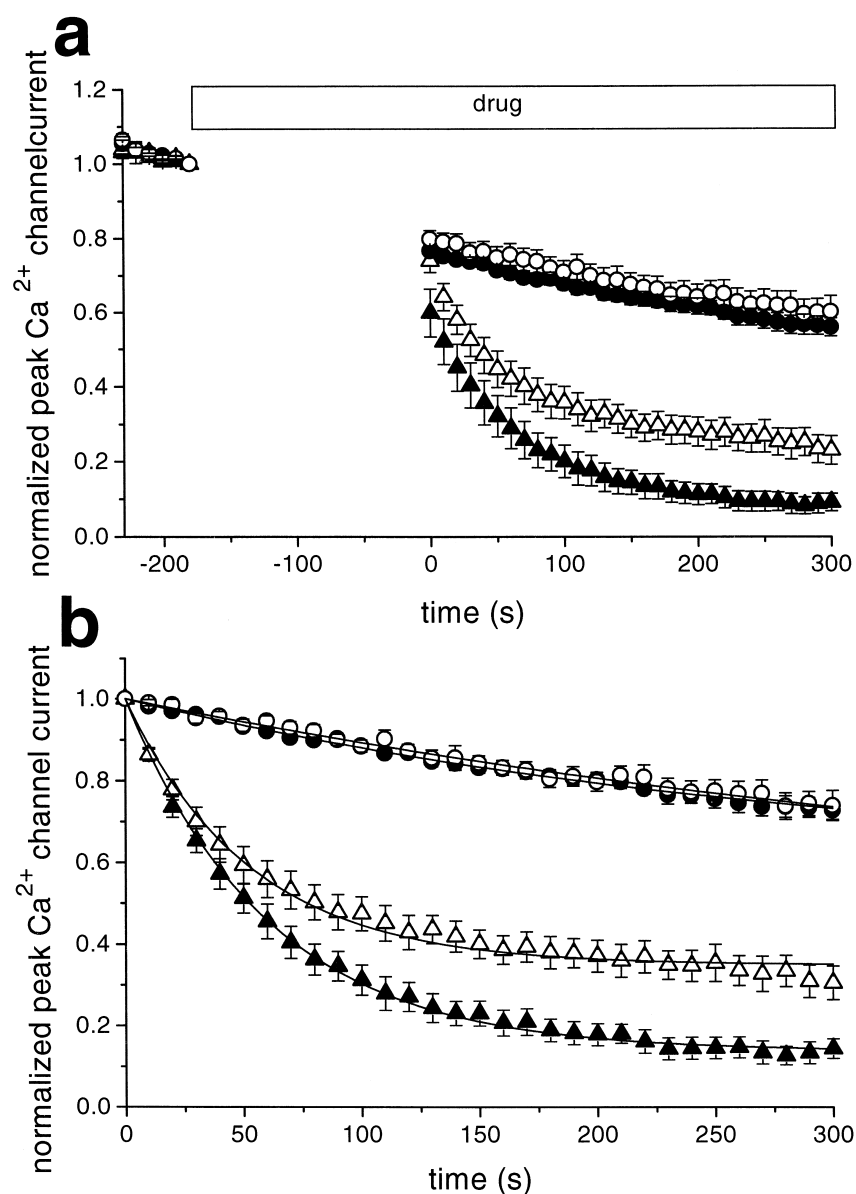 a
normalized peak Ca2+ channelcurrent
1.2
1.0
0.8
0.6
0.4
0.2
0.0
drug
-200 -100 0 100 200 300
time (s)
b
normalized peak Ca2+ channel current
1.0
0.8
0.6
0.4
0.2
0.0
0 50 100 150 200 250 300
time (s)